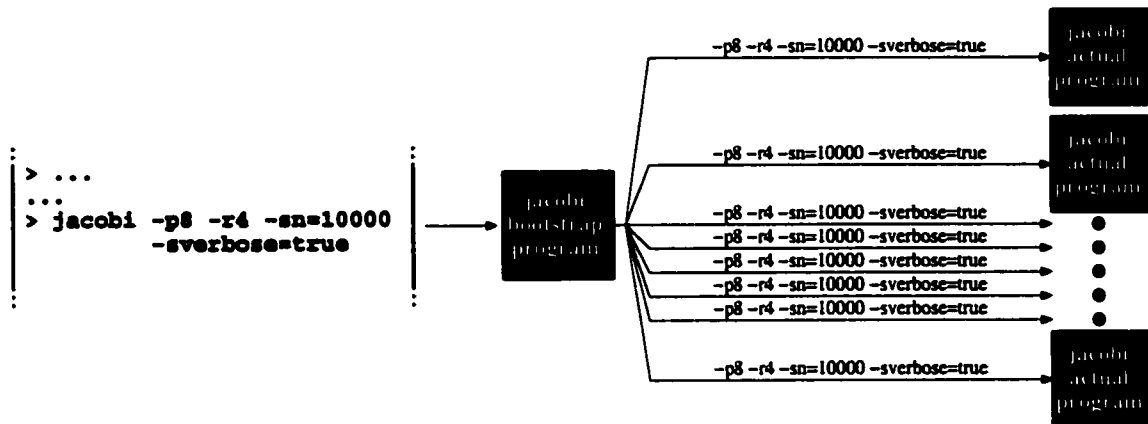 > ...
...
> jacobi -p8 -r4 -sn=10000
-sverbose=true
jacobi
bootstrap
program
-p8 -r4 -sn=10000 -sverbose=true
jacobi
actual
program
-p8 -r4 -sn=10000 -sverbose=true
jacobi
actual
program
-p8 -r4 -sn=10000 -sverbose=true
-p8 -r4 -sn=10000 -sverbose=true
-p8 -r4 -sn=10000 -sverbose=true
-p8 -r4 -sn=10000 -sverbose=true
-p8 -r4 -sn=10000 -sverbose=true
-p8 -r4 -sn=10000 -sverbose=true
jacobi
actual
program